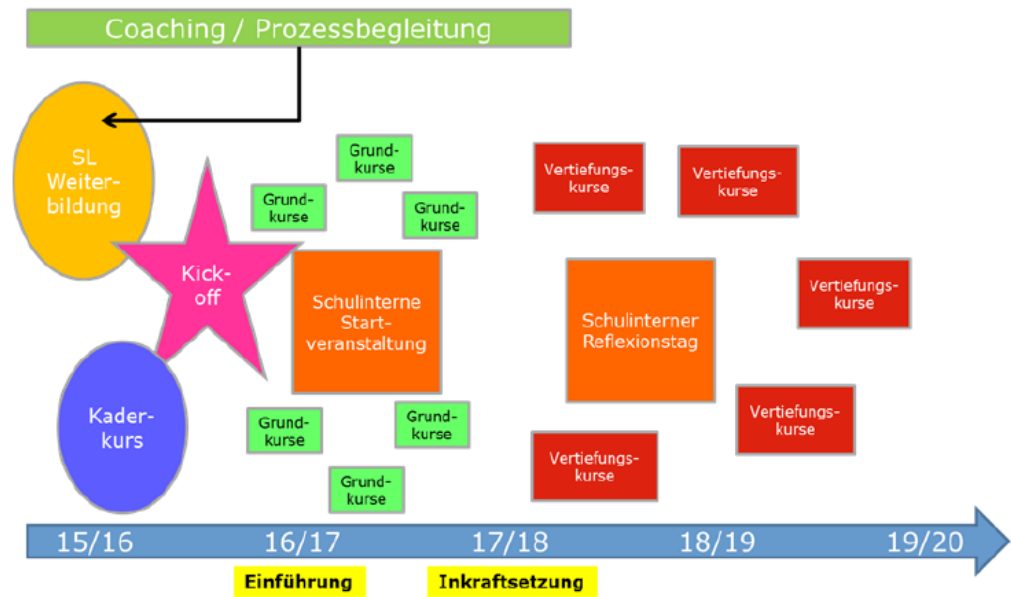 Coaching / Prozessbegleitung
SL
Weiter-
bildung
Kick-
off
Kader-
kurs
Grund-
kurse
Grund-
kurse
Grund-
kurse
Schulinterne
Start-
veranstaltung
Grund-
kurse
Grund-
kurse
Grund-
kurse
Vertiefungs-
kurse
Vertiefungs-
kurse
Vertiefungs-
kurse
Schulinterner
Reflexionstag
Vertiefungs-
kurse
Vertiefungs-
kurse
15/16
16/17
17/18
18/19
19/20
Einführung
Inkraftsetzung